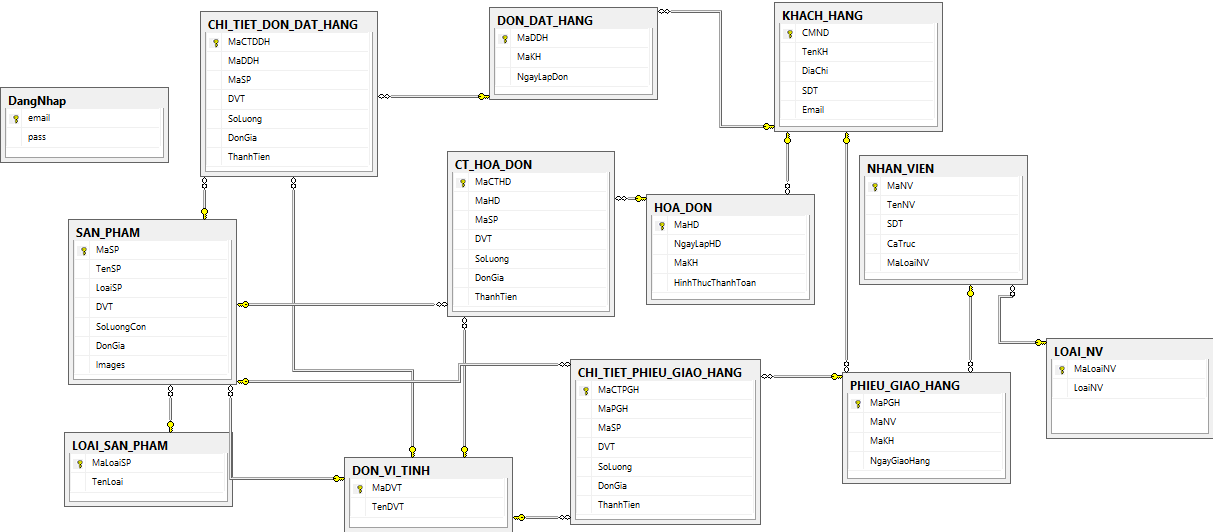 CHI_TIET_DON_DAT_HANG
MaCTDDH
MaDDH
MaSP
DVT
SoLuong
DonGia
ThanhTien
DON_DAT_HANG
MaDDH
MaKH
NgayLapDon
KHACH_HANG
CMND
TenKH
DiaChi
SDT
Email
DangNhap
email
pass
CT_HOA_DON
MaCTHD
MaHD
MaSP
DVT
SoLuong
DonGia
ThanhTien
HOA_DON
MaHD
NgayLapHD
MaKH
HinhThucThanhToan
NHAN_VIEN
MaNV
TenNV
SDT
CaTruc
MaLoaiNV
SAN_PHAM
MaSP
TenSP
LoaiSP
DVT
SoLuongCon
DonGia
Images
LOAI_NV
MaLoaiNV
LoaiNV
CHI_TIET_PHIEU_GIAO_HANG
MaCTPGH
MaPGH
MaSP
DVT
SoLuong
DonGia
ThanhTien
PHIEU_GIAO_HANG
MaPGH
MaNV
MaKH
NgayGiaoHang
LOAI_SAN_PHAM
MaLoaiSP
TenLoai
DON_VI_TINH
MaDVT
TenDVT